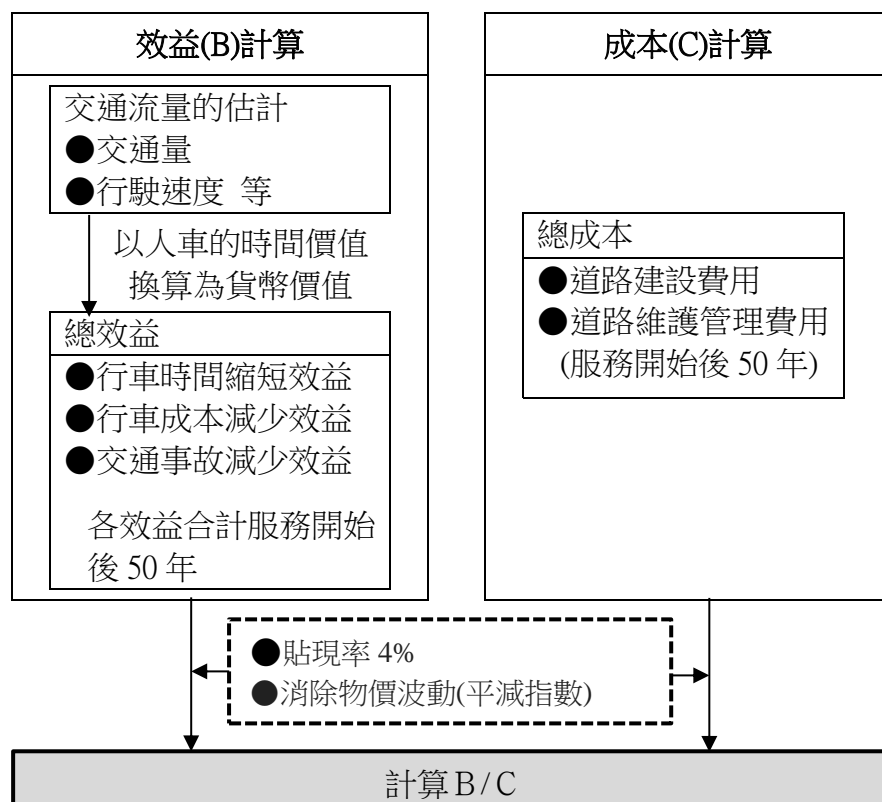 效益(B)計算
交通流量的估計
●交通量
●行駛速度 等
以人車的時間價值
換算為貨幣價值
總效益
●行車時間縮短效益
●行車成本減少效益
●交通事故減少效益
各效益合計服務開始
後 50 年
成本(C)計算
總成本
●道路建設費用
●道路維護管理費用
(服務開始後 50 年)
●貼現率 4%
●消除物價波動(平減指數)
計算Ｂ/Ｃ